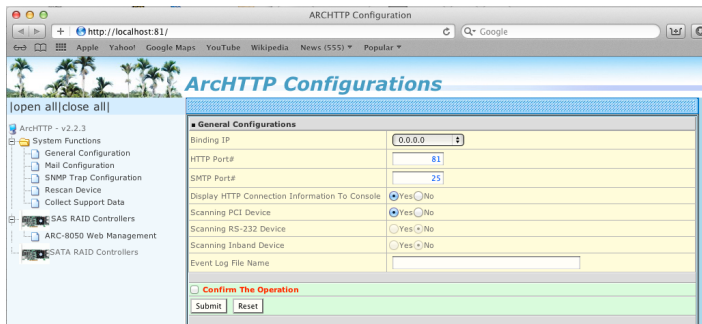 ARCHTTP Configuration
http://localhost:81/
Google
Apple Yahoo! Google Maps YouTube Wikipedia News (555) Popular
ArcHTTP Configurations
|open all|close all|
ArcHTTP - v2.2.3
System Functions
General Configuration
Mail Configuration
SNMP Trap Configuration
Rescan Device
Collect Support Data
SAS RAID Controllers
ARC-8050 Web Management
SATA RAID Controllers
General Configurations
Binding IP 0.0.0.0
HTTP Port# 81
SMTP Port# 25
Display HTTP Connection Information To Console Yes No
Scanning PCI Device Yes No
Scanning RS-232 Device Yes No
Scanning Inband Device Yes No
Event Log File Name
Confirm The Operation
Submit Reset